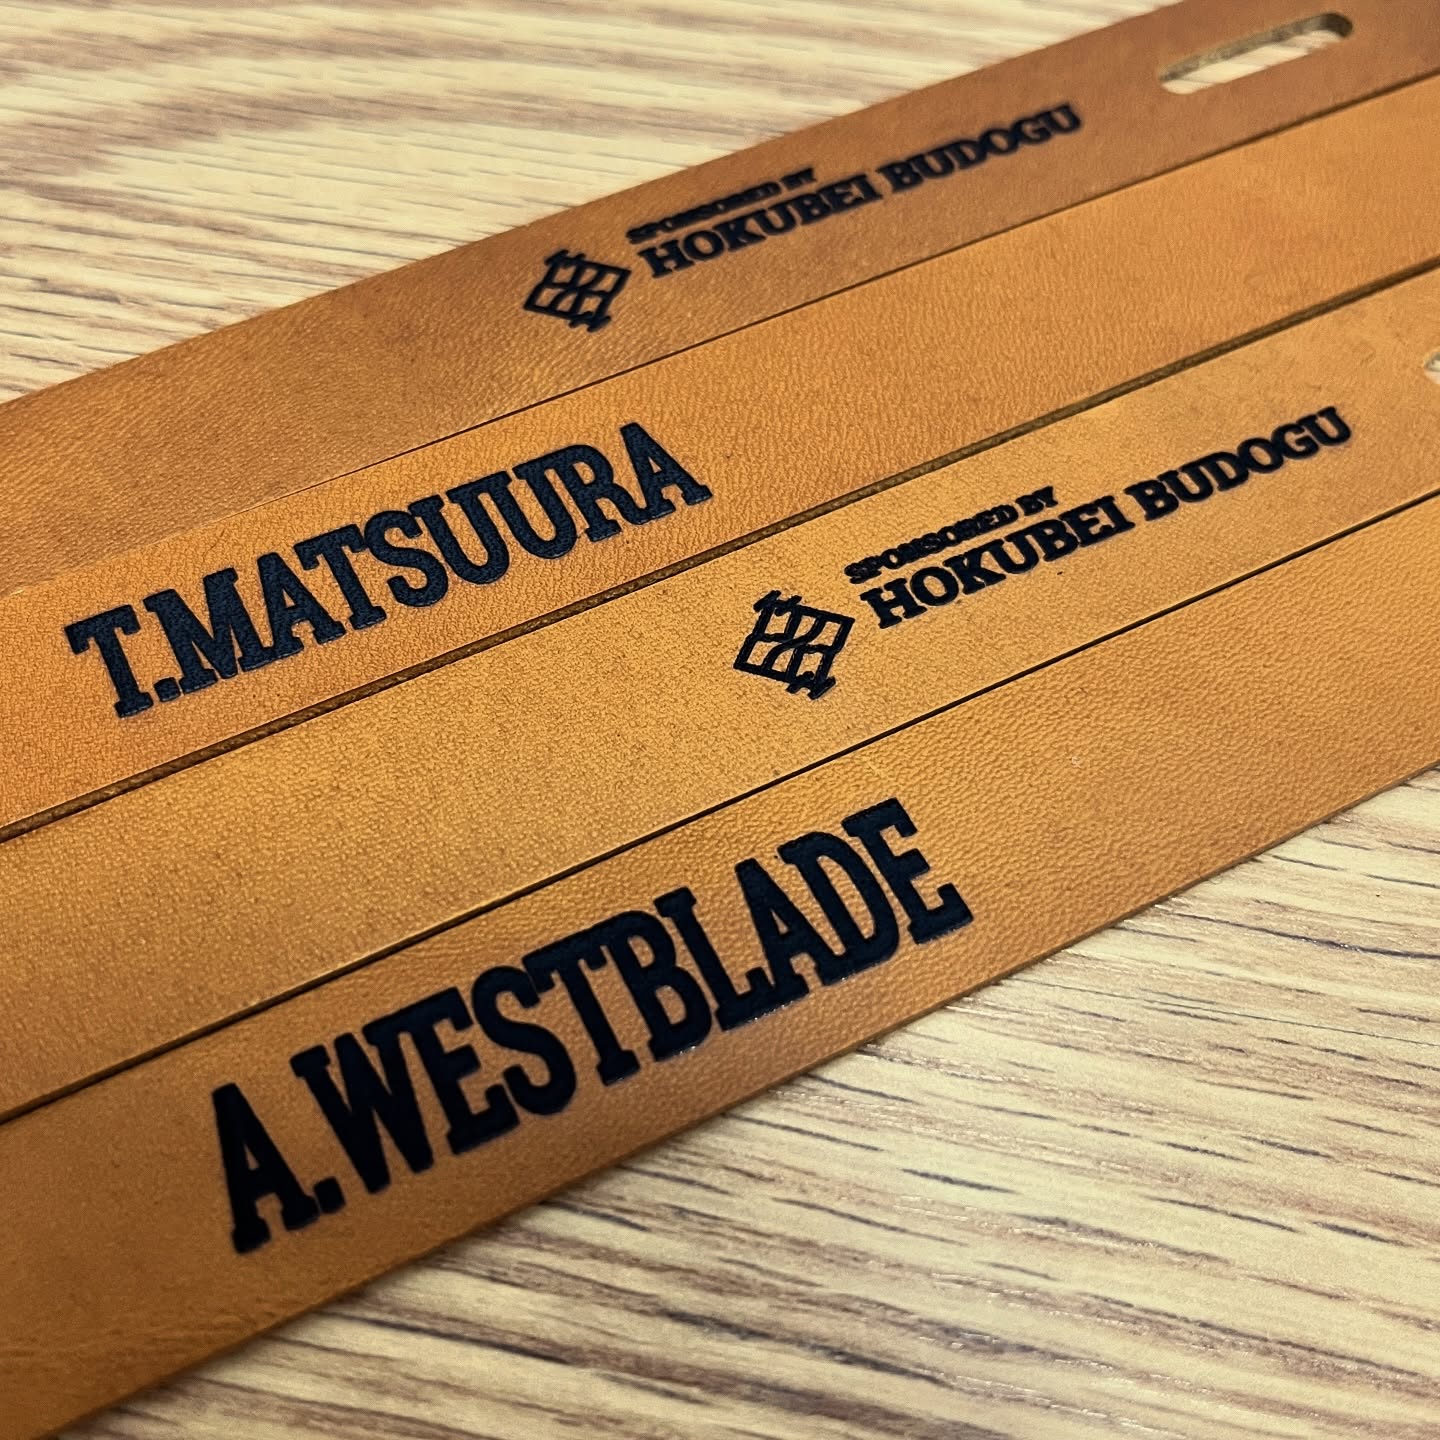 SPONSORED BY
HOKUBEI BUDOGU
T.MATSUURA
SPONSORED BY
HOKUBEI BUDOGU
A.WESTBLADE